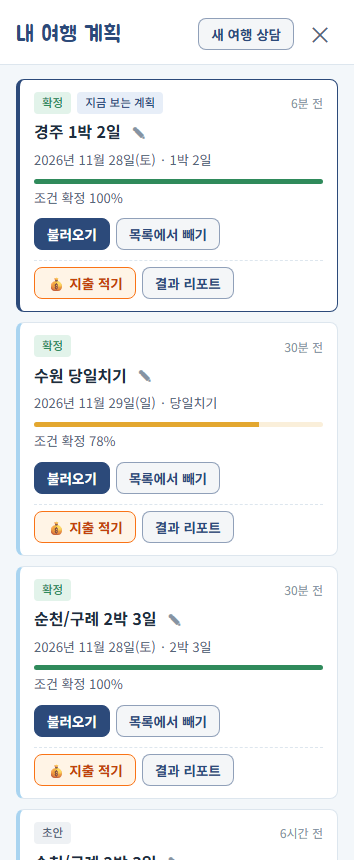 내 여행 계획
새 여행 상담
확정 지금 보는 계획 6분 전
경주 1박 2일
2026년 11월 28일(토) · 1박 2일
조건 확정 100%
불러오기 목록에서 빼기
지출 적기 결과 리포트
확정 30분 전
수원 당일치기
2026년 11월 29일(일) · 당일치기
조건 확정 78%
불러오기 목록에서 빼기
지출 적기 결과 리포트
확정 30분 전
순천/구례 2박 3일
2026년 11월 28일(토) · 2박 3일
조건 확정 100%
불러오기 목록에서 빼기
지출 적기 결과 리포트
초안 6시간 전